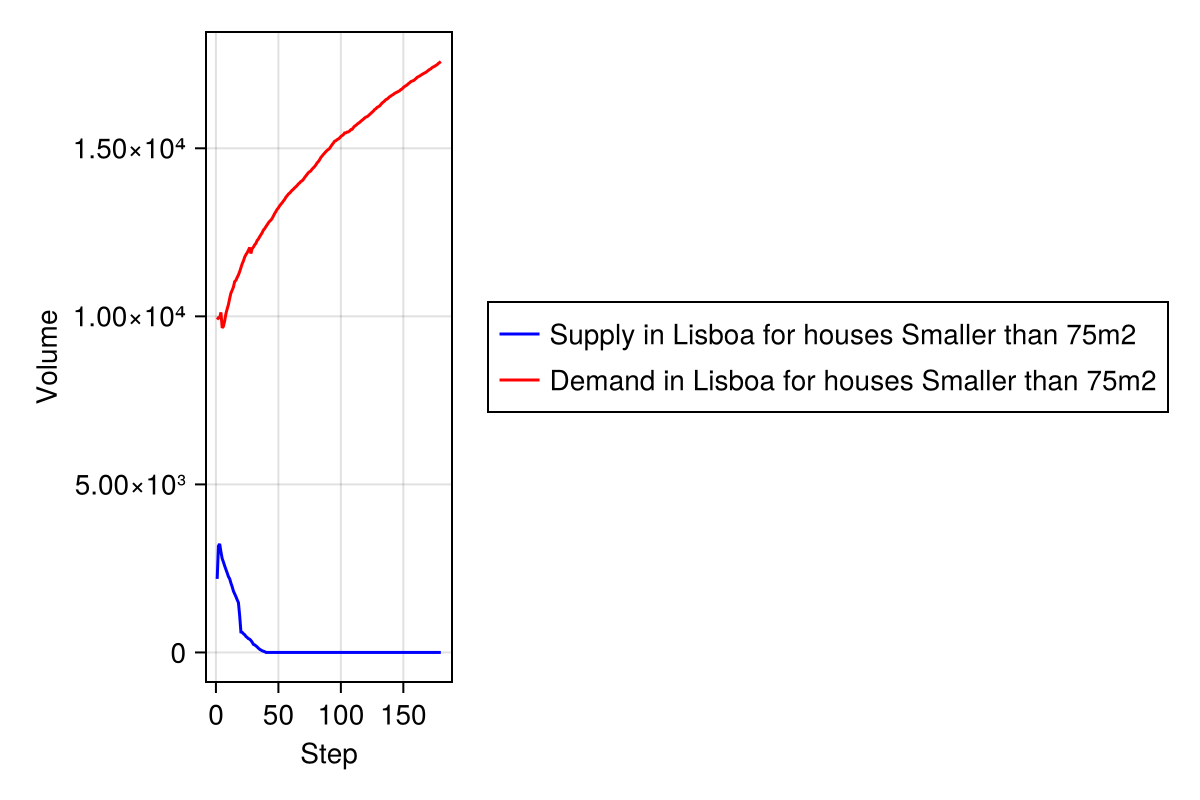 Volume
1.50×10⁴
1.00×10⁴
5.00×10³
0
0 50 100 150
Step
Supply in Lisboa for houses Smaller than 75m2
Demand in Lisboa for houses Smaller than 75m2